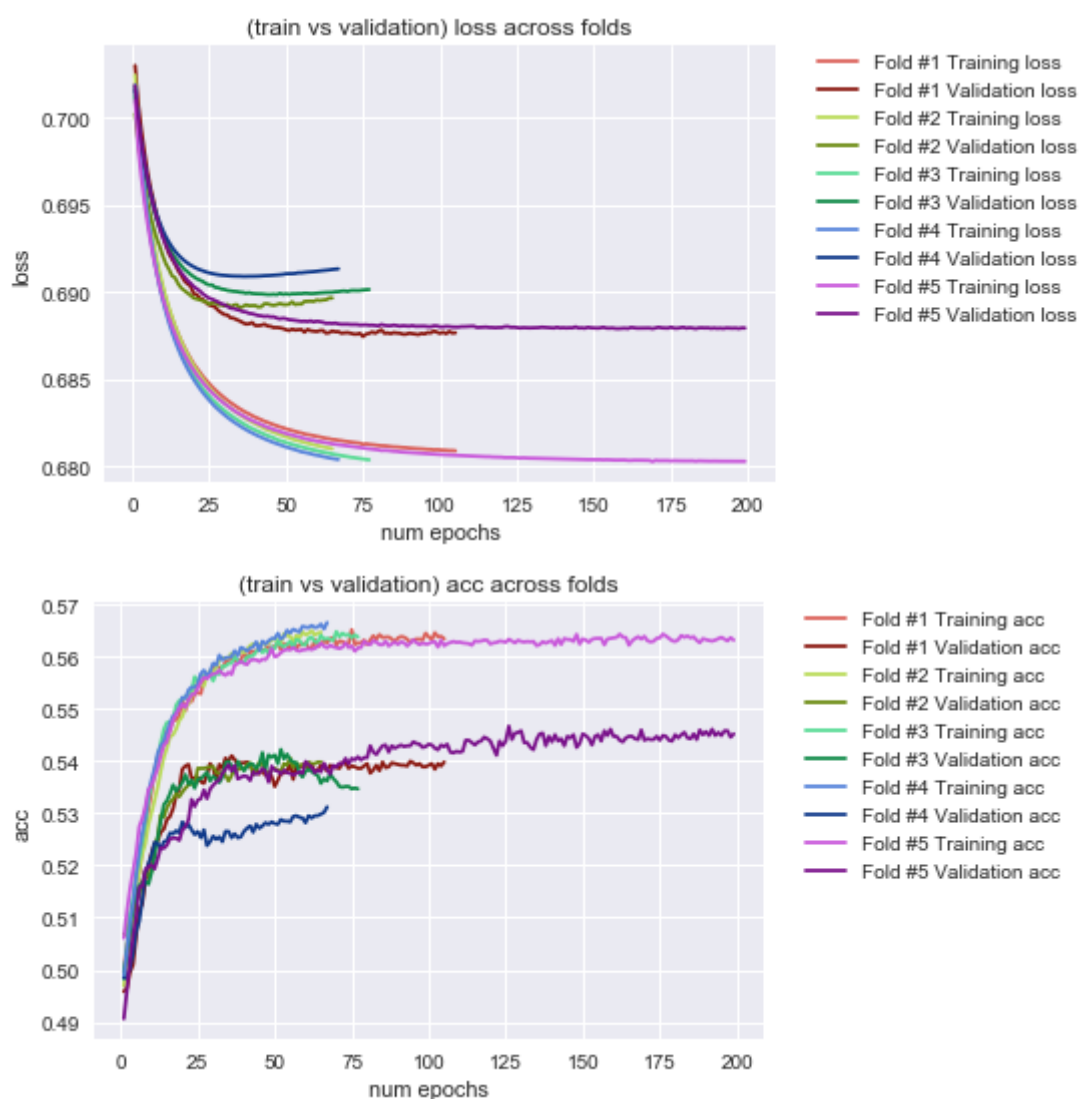 (train vs validation) loss across folds
0.700
0.695
0.690
0.685
0.680
loss
0 25 50 75 100 125 150 175 200
num epochs
Fold #1 Training loss
Fold #1 Validation loss
Fold #2 Training loss
Fold #2 Validation loss
Fold #3 Training loss
Fold #3 Validation loss
Fold #4 Training loss
Fold #4 Validation loss
Fold #5 Training loss
Fold #5 Validation loss
(train vs validation) acc across folds
0.57
0.56
0.55
0.54
0.53
0.52
0.51
0.50
0.49
acc
0 25 50 75 100 125 150 175 200
num epochs
Fold #1 Training acc
Fold #1 Validation acc
Fold #2 Training acc
Fold #2 Validation acc
Fold #3 Training acc
Fold #3 Validation acc
Fold #4 Training acc
Fold #4 Validation acc
Fold #5 Training acc
Fold #5 Validation acc